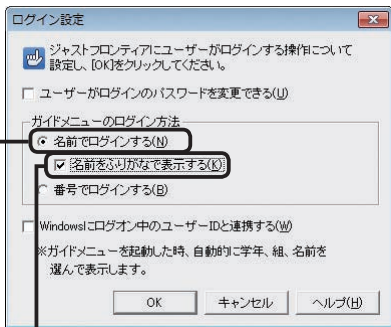 ログイン設定
ジャストフロンティアにユーザーがログインする操作について
設定し、[OK]をクリックしてください。
ユーザーがログインのパスワードを変更できる(U)
ガイドメニューのログイン方法
名前でログインする(N)
名前をふりがなで表示する(K)
番号でログインする(B)
Windowsにログオン中のユーザーIDと連携する(W)
※ガイドメニューを起動した時、自動的に学年、組、名前を
選んで表示します。
OK キャンセル ヘルプ(H)